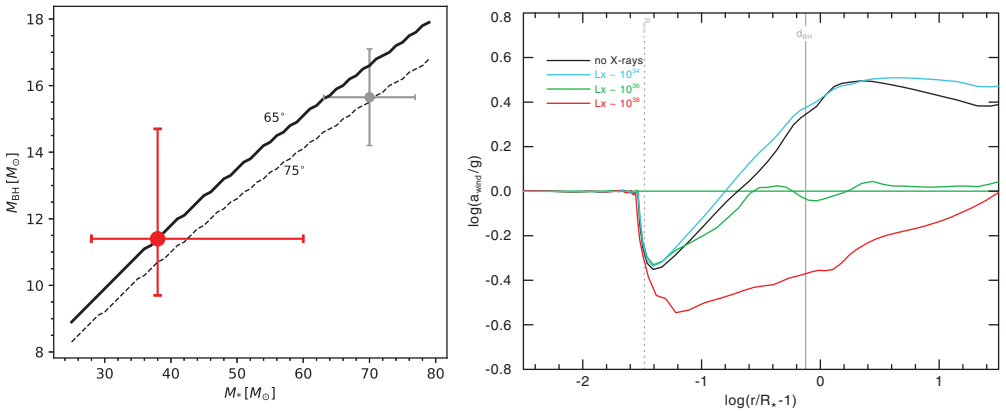 18
16
14
12
10
8
M_BH [M_⊙]
65°
75°
30 40 50 60 70 80
M_* [M_⊙]
0.8
0.6
0.4
0.2
0.0
-0.2
-0.4
-0.6
-0.8
log(a_wind/g)
d_BH
no X-rays
Lx ~ 10^34
Lx ~ 10^36
Lx ~ 10^38
-2 -1 0 1
log(r/R_*-1)